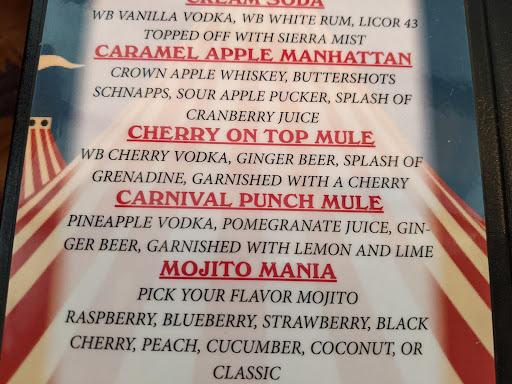 CREAM SODA
WB VANILLA VODKA, WB WHITE RUM, LICOR 43
TOPPED OFF WITH SIERRA MIST
CARAMEL APPLE MANHATTAN
CROWN APPLE WHISKEY, BUTTERSHOTS
SCHNAPPS, SOUR APPLE PUCKER, SPLASH OF
CRANBERRY JUICE
CHERRY ON TOP MULE
WB CHERRY VODKA, GINGER BEER, SPLASH OF
GRENADINE, GARNISHED WITH A CHERRY
CARNIVAL PUNCH MULE
PINEAPPLE VODKA, POMEGRANATE JUICE, GIN-
GER BEER, GARNISHED WITH LEMON AND LIME
MOJITO MANIA
PICK YOUR FLAVOR MOJITO
RASPBERRY, BLUEBERRY, STRAWBERRY, BLACK
CHERRY, PEACH, CUCUMBER, COCONUT, OR
CLASSIC